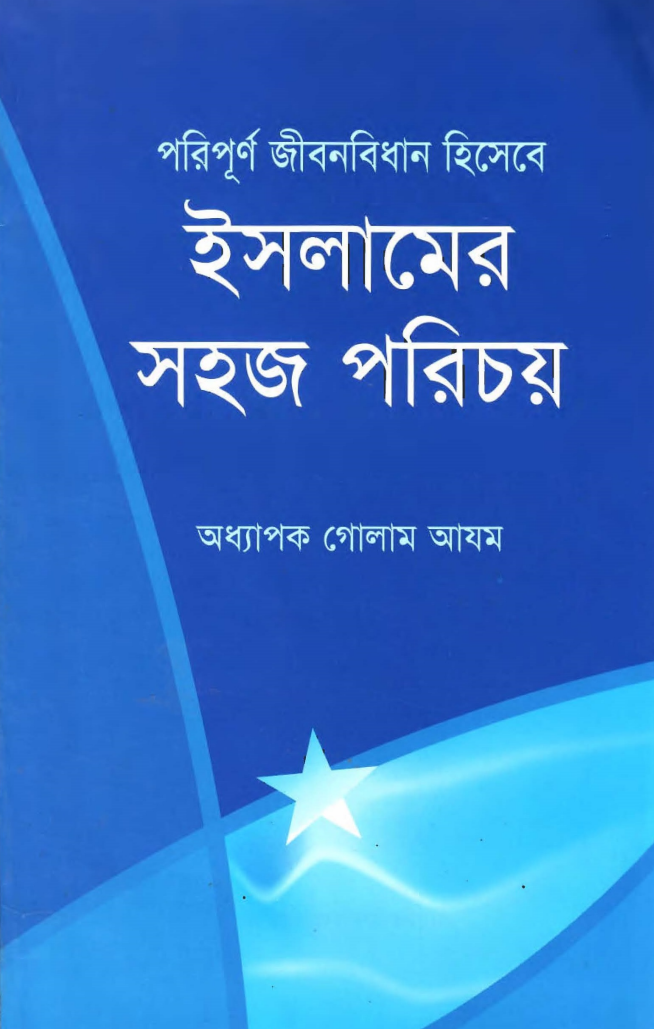 পরিপূর্ণ জীবনবিধান হিসেবে
ইসলামের
সহজ পরিচয়
অধ্যাপক গোলাম আযম